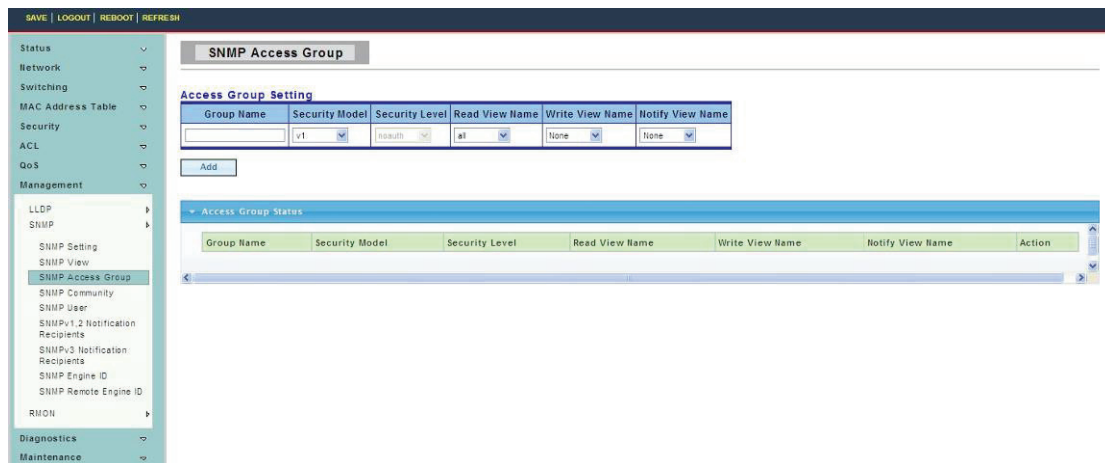 SAVE | LOGOUT | REBOOT | REFRESH
Status
Network
Switching
MAC Address Table
Security
ACL
QoS
Management
LLDP
SNMP
SNMP Setting
SNMP View
SNMP Access Group
SNMP Community
SNMP User
SNMPv1,2 Notification
Recipients
SNMPv3 Notification
Recipients
SNMP Engine ID
SNMP Remote Engine ID
RMON
Diagnostics
Maintenance
SNMP Access Group
Access Group Setting
Group Name Security Model Security Level Read View Name Write View Name Notify View Name
v1 noauth all None None
Add
Access Group Status
Group Name Security Model Security Level Read View Name Write View Name Notify View Name Action